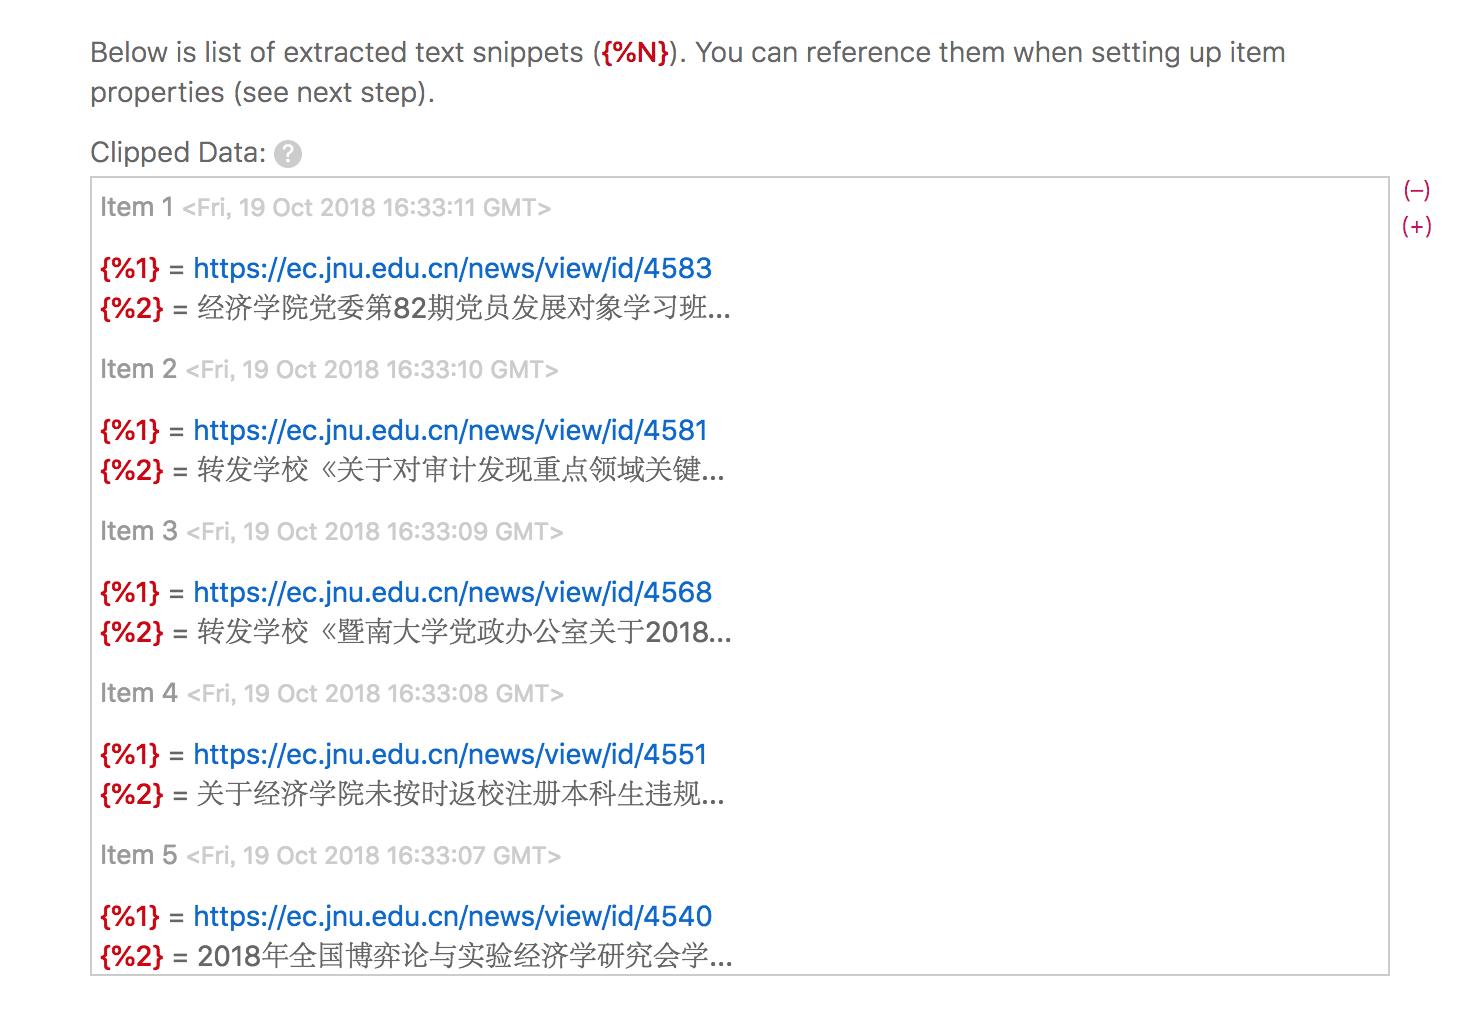 Below is list of extracted text snippets ({%N}). You can reference them when setting up item
properties (see next step).
Clipped Data: ?
(–)
Item 1 <Fri, 19 Oct 2018 16:33:11 GMT>
(+)
{%1} = https://ec.jnu.edu.cn/news/view/id/4583
{%2} = 经济学院党委第82期党员发展对象学习班...
Item 2 <Fri, 19 Oct 2018 16:33:10 GMT>
{%1} = https://ec.jnu.edu.cn/news/view/id/4581
{%2} = 转发学校《关于对审计发现重点领域关键...
Item 3 <Fri, 19 Oct 2018 16:33:09 GMT>
{%1} = https://ec.jnu.edu.cn/news/view/id/4568
{%2} = 转发学校《暨南大学党政办公室关于2018...
Item 4 <Fri, 19 Oct 2018 16:33:08 GMT>
{%1} = https://ec.jnu.edu.cn/news/view/id/4551
{%2} = 关于经济学院未按时返校注册本科生违规...
Item 5 <Fri, 19 Oct 2018 16:33:07 GMT>
{%1} = https://ec.jnu.edu.cn/news/view/id/4540
{%2} = 2018年全国博弈论与实验经济学研究会学...